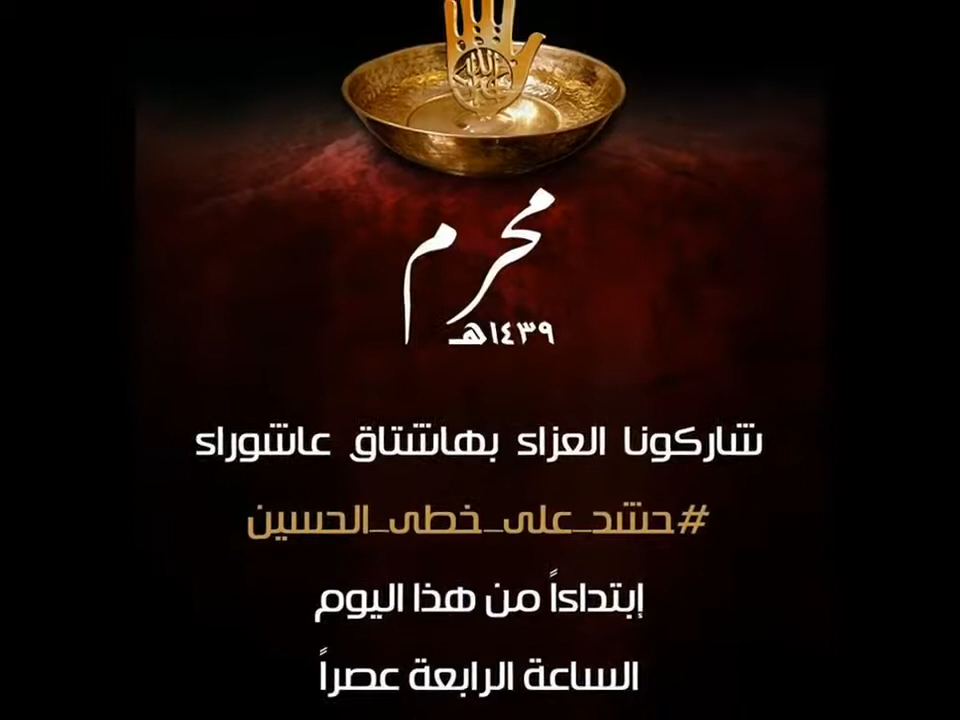 محرم
١٤٣٩هـ
شاركونا العزاء بهاشتاق عاشوراء
#حشد_على_خطى_الحسين
إبتداءاً من هذا اليوم
الساعة الرابعة عصراً